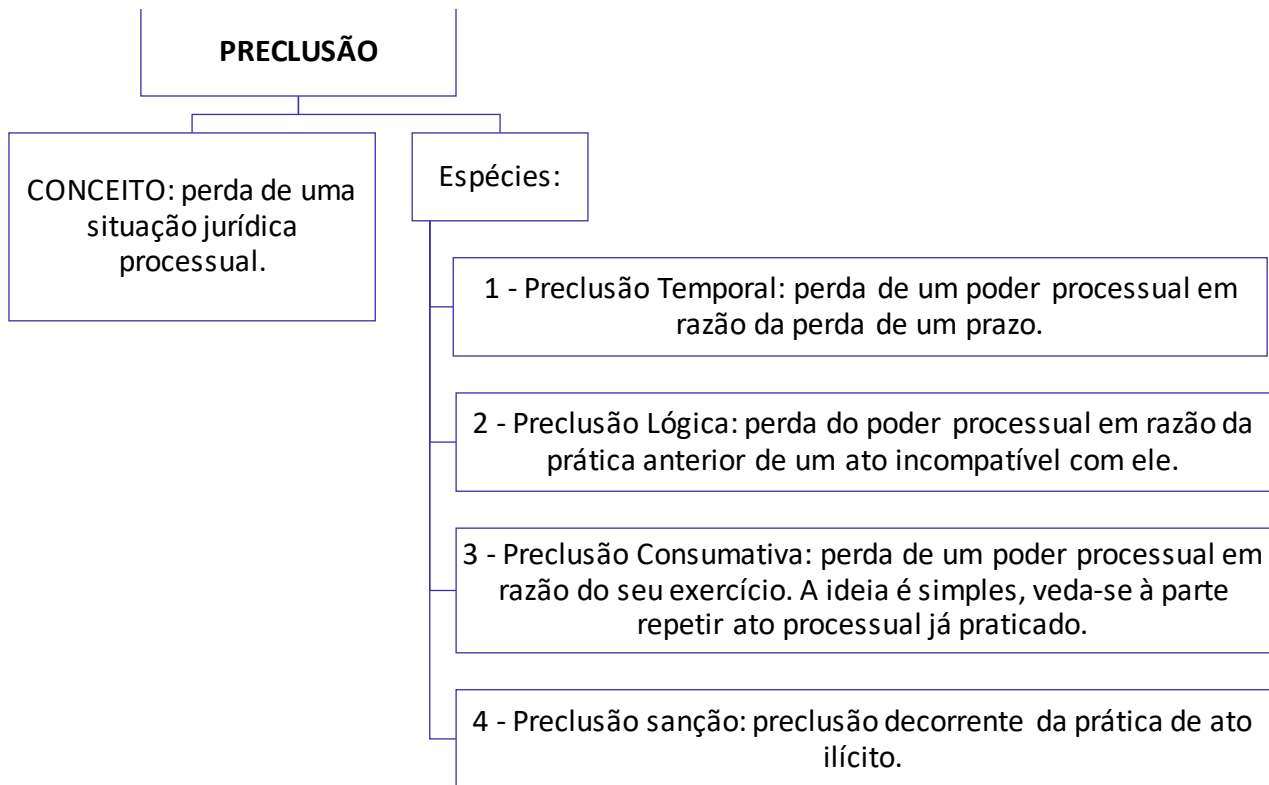 PRECLUSÃO
CONCEITO: perda de uma
situação jurídica
processual.
Espécies:
1 - Preclusão Temporal: perda de um poder processual em
razão da perda de um prazo.
2 - Preclusão Lógica: perda do poder processual em razão da
prática anterior de um ato incompatível com ele.
3 - Preclusão Consumativa: perda de um poder processual em
razão do seu exercício. A ideia é simples, veda-se à parte
repetir ato processual já praticado.
4 - Preclusão sanção: preclusão decorrente da prática de ato
ilícito.